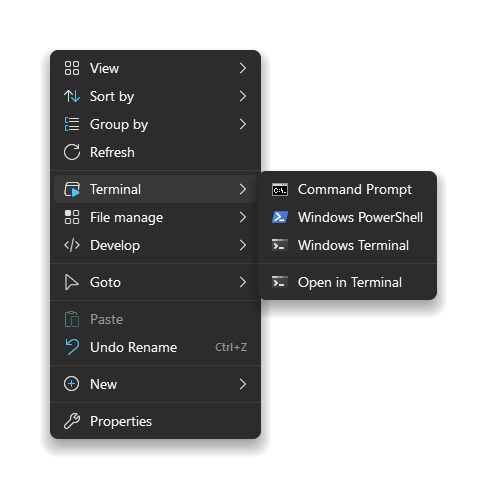 View
Sort by
Group by
Refresh
Terminal
File manage
Develop
Goto
Paste
Undo Rename Ctrl+Z
New
Properties
Command Prompt
Windows PowerShell
Windows Terminal
Open in Terminal